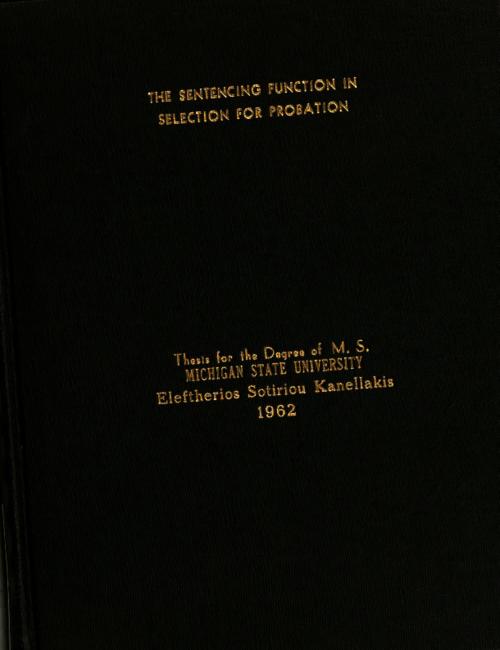 THE SENTENCING FUNCTION IN
SELECTION FOR PROBATION
Thesis for the Degree of M. S.
MICHIGAN STATE UNIVERSITY
Eleftherios Sotiriou Kanellakis
1962